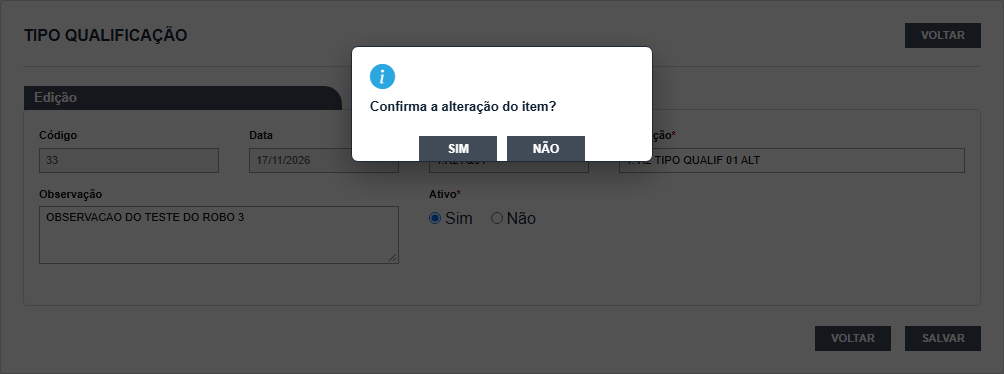 TIPO QUALIFICAÇÃO
VOLTAR
i
Confirma a alteração do item?
SIM
NÃO
Edição
Código
Data
33
17/11/2026
TIPO QUALIF 01 ALT
Observação
Ativo*
OBSERVACAO DO TESTE DO ROBO 3
Sim
Não
VOLTAR
SALVAR